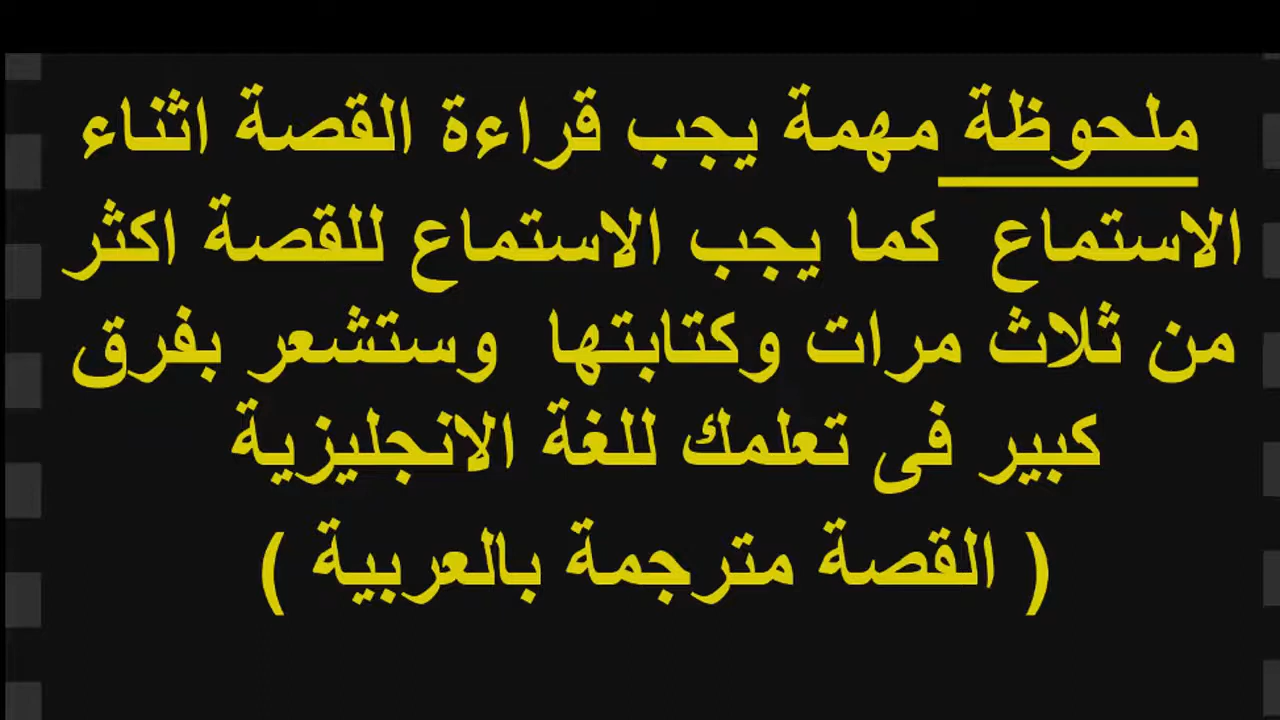 ملحوظة مهمة يجب قراءة القصة اثناء
الاستماع كما يجب الاستماع للقصة اكثر
من ثلاث مرات وكتابتها وستشعر بفرق
كبير فى تعلمك للغة الانجليزية
( القصة مترجمة بالعربية )